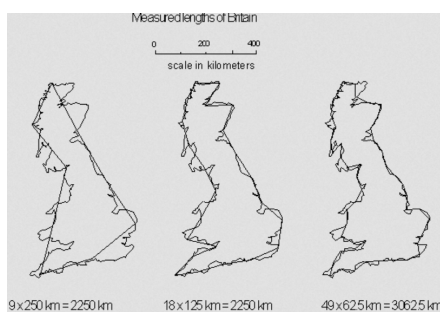 Measured lengths of Britain
0 200 400
scale in kilometers
9 x 250 km = 2250 km
18 x 125 km = 2250 km
49 x 62.5 km = 3062.5 km